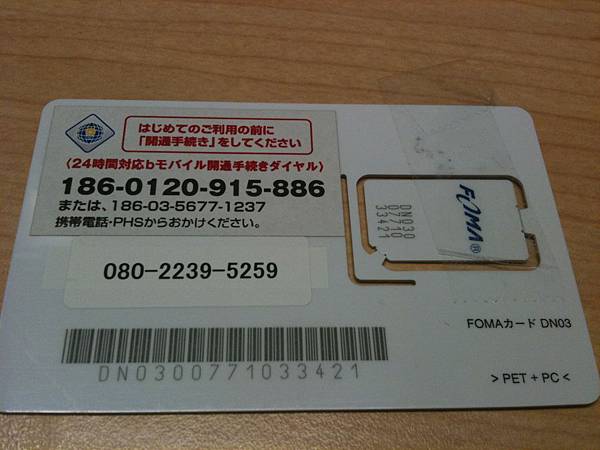 はじめてのご利用の前に
「開通手続き」をしてください
〈24時間対応bモバイル開通手続きダイヤル〉
186-0120-915-886
または、186-03-5677-1237
携帯電話・PHSからおかけください。
080-2239-5259
FOMA®
DN030
07710
33421
FOMAカード DN03
DN0300771033421
> PET + PC <